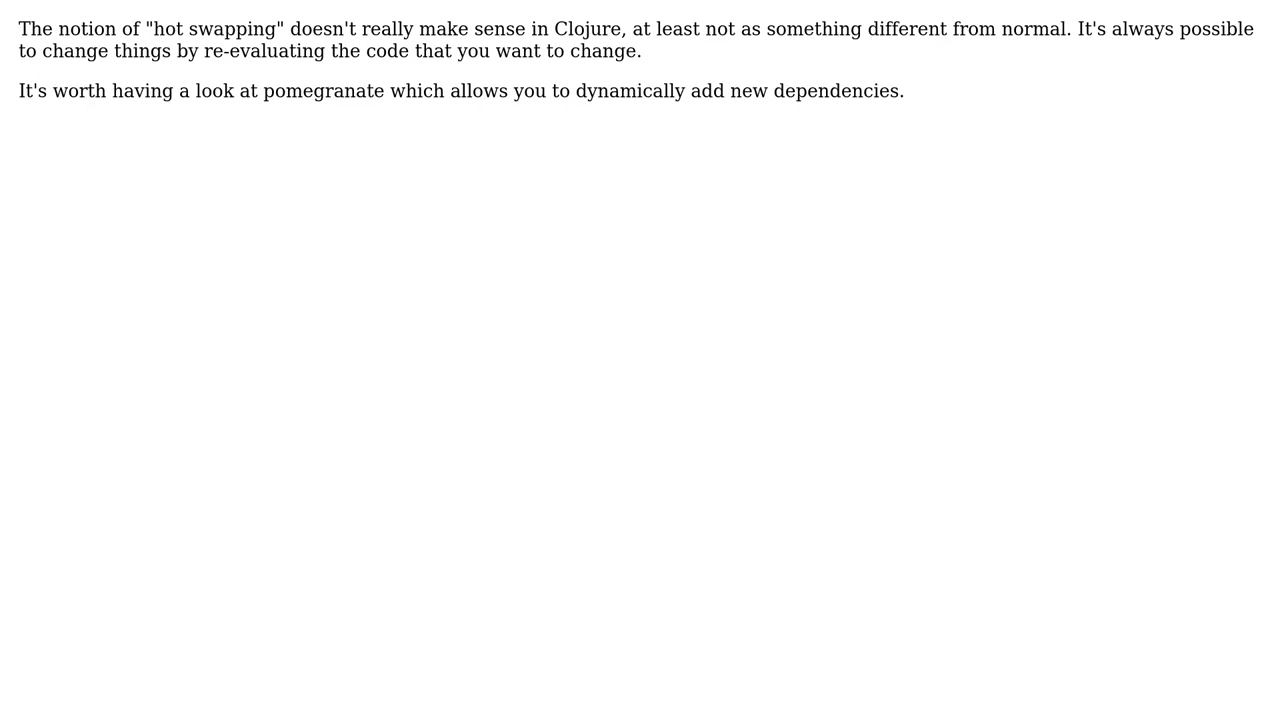 The notion of "hot swapping" doesn't really make sense in Clojure, at least not as something different from normal. It's always possible
to change things by re-evaluating the code that you want to change.
It's worth having a look at pomegranate which allows you to dynamically add new dependencies.